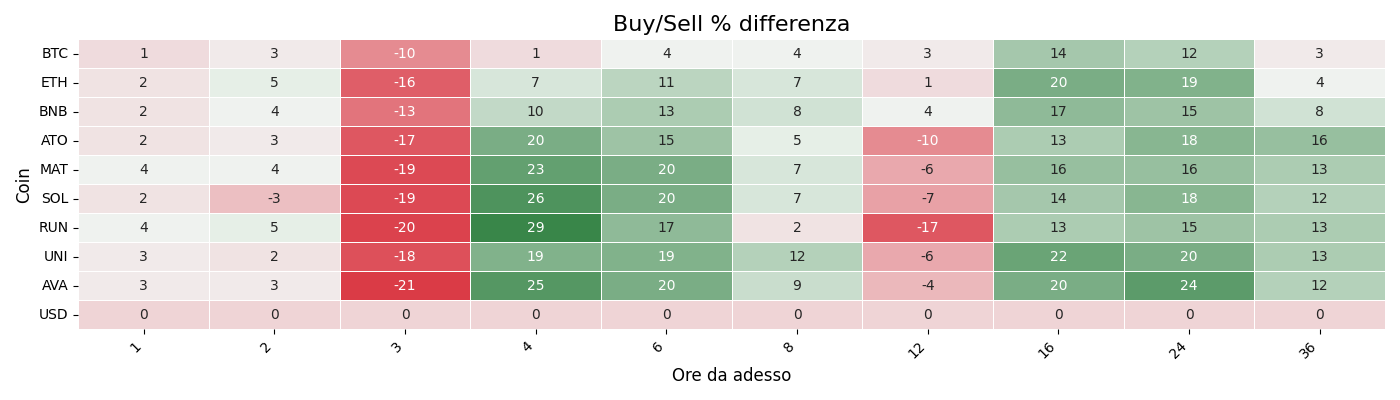 Buy/Sell % differenza
BTC 1 3 -10 1 4 4 3 14 12 3
ETH 2 5 -16 7 11 7 1 20 19 4
BNB 2 4 -13 10 13 8 4 17 15 8
ATO 2 3 -17 20 15 5 -10 13 18 16
MAT 4 4 -19 23 20 7 -6 16 16 13
SOL 2 -3 -19 26 20 7 -7 14 18 12
RUN 4 5 -20 29 17 2 -17 13 15 13
UNI 3 2 -18 19 19 12 -6 22 20 13
AVA 3 3 -21 25 20 9 -4 20 24 12
USD 0 0 0 0 0 0 0 0 0 0
Coin
1 2 3 4 6 8 12 16 24 36
Ore da adesso